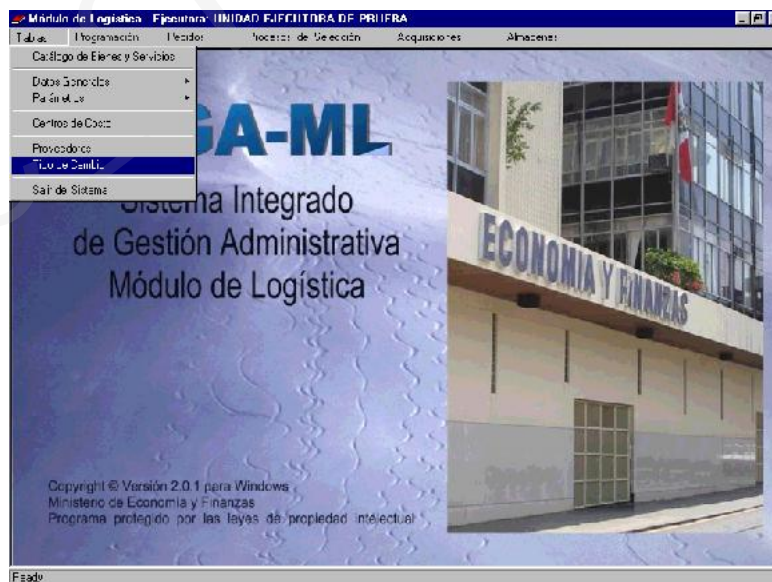 Módulo de Logística Ejecutora: UNIDAD EJECUTORA DE PRUEBA
Tablas Programación Pedidos Procesos de Selección Adquisiciones Almacenes
Catálogo de Bienes y Servicios
Datos Generales
Parámetros
Centros de Costo
Proveedores
Tipo de Cambio
Salir de Sistema
GA-ML
Sistema Integrado
de Gestión Administrativa
Módulo de Logística
ECONOMIA Y FINANZAS
Copyright © Versión 2.0.1 para Windows
Ministerio de Economía y Finanzas
Programa protegido por las leyes de propiedad intelectual
Ready